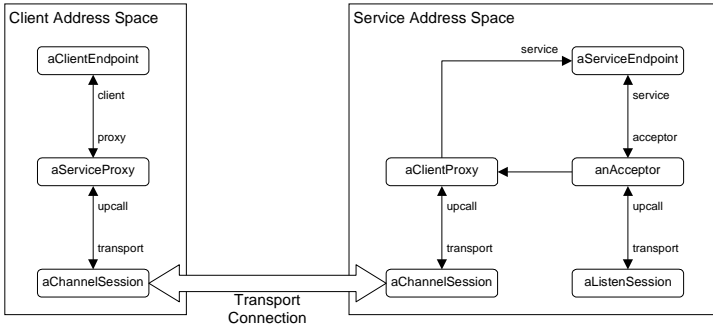 Client Address Space
Service Address Space
aClientEndpoint
client
proxy
aServiceProxy
upcall
transport
aChannelSession
Transport
Connection
service
aServiceEndpoint
service
acceptor
aClientProxy
anAcceptor
upcall
upcall
transport
transport
aChannelSession
aListenSession